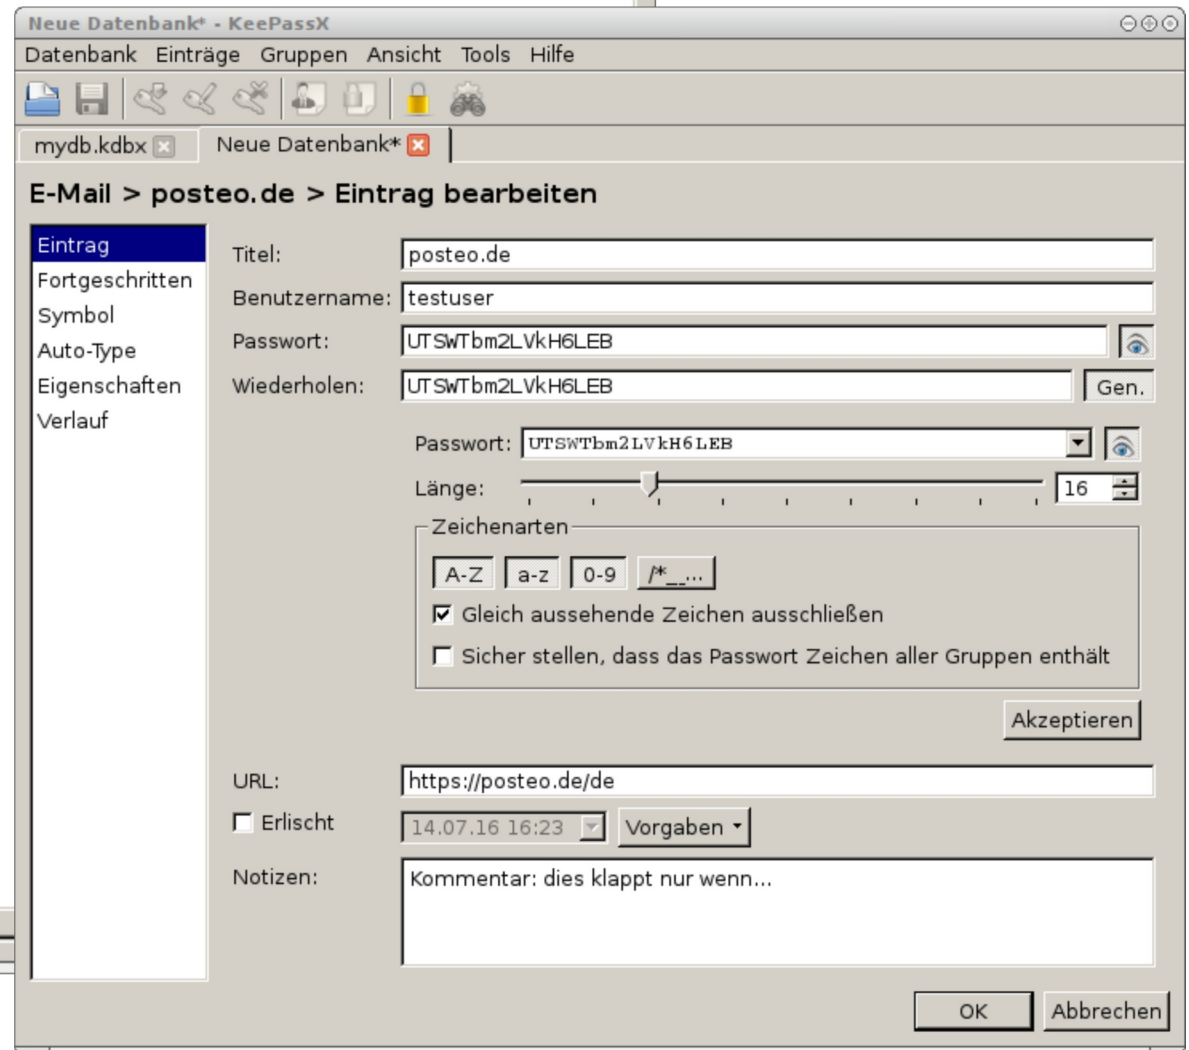 Neue Datenbank* - KeePassX
Datenbank Einträge Gruppen Ansicht Tools Hilfe
mydb.kdbx Neue Datenbank*
E-Mail > posteo.de > Eintrag bearbeiten
Eintrag
Fortgeschritten
Symbol
Auto-Type
Eigenschaften
Verlauf
Titel: posteo.de
Benutzername: testuser
Passwort: UTSWTbm2LVkH6LEB
Wiederholen: UTSWTbm2LVkH6LEB Gen.
Passwort: UTSWTbm2LVkH6LEB
Länge: 16
Zeichenarten
A-Z a-z 0-9 /*__...
Gleich aussehende Zeichen ausschließen
Sicher stellen, dass das Passwort Zeichen aller Gruppen enthält
Akzeptieren
URL: https://posteo.de/de
Erlischt 14.07.16 16:23 Vorgaben
Notizen: Kommentar: dies klappt nur wenn...
OK Abbrechen